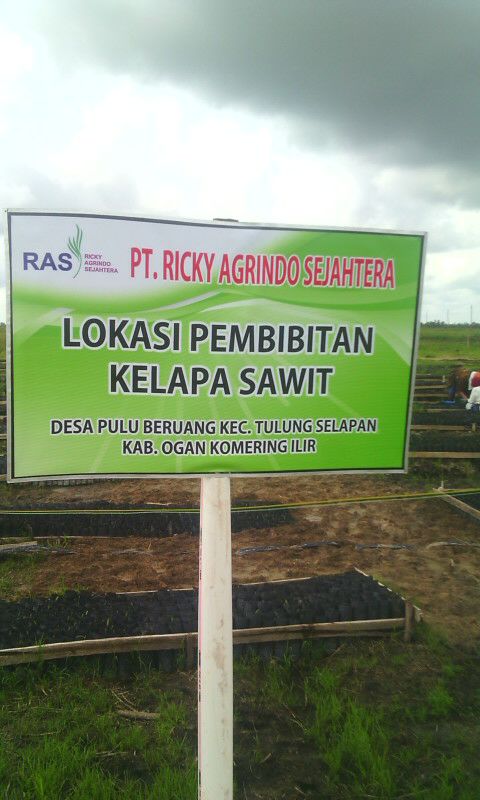 RAS
RICKY
AGRINDO
SEJAHTERA
PT. RICKY AGRINDO SEJAHTERA
LOKASI PEMBIBITAN
KELAPA SAWIT
DESA PULU BERUANG KEC. TULUNG SELAPAN
KAB. OGAN KOMERING ILIR